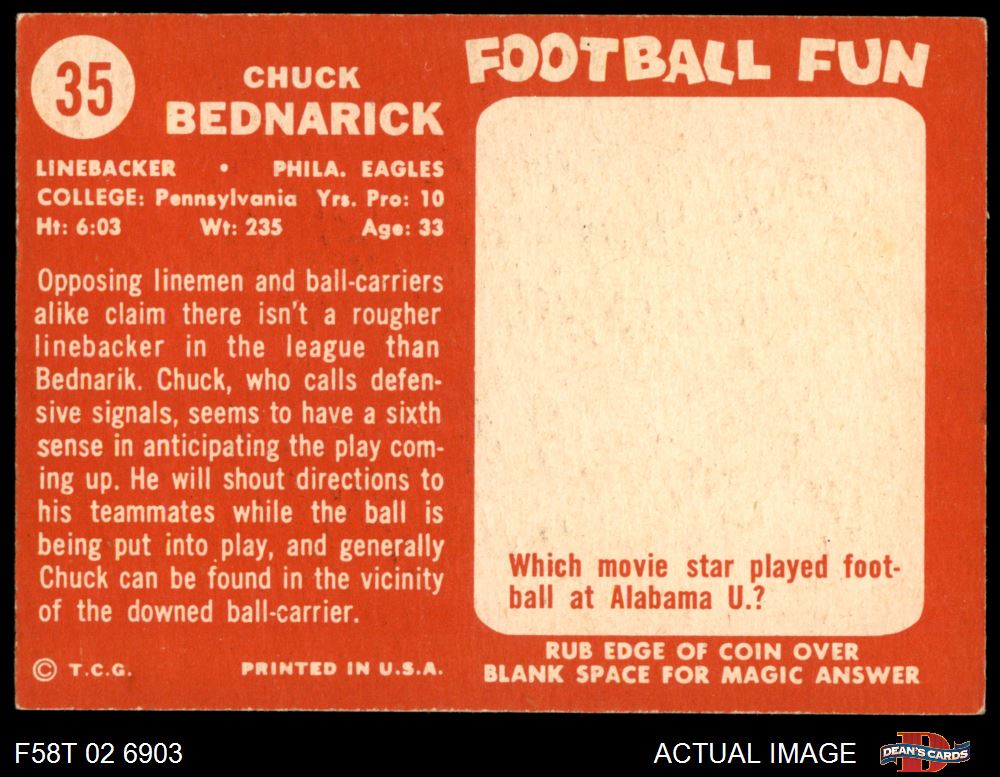 35
CHUCK
BEDNARICK
LINEBACKER • PHILA. EAGLES
COLLEGE: Pennsylvania Yrs. Pro: 10
Ht: 6:03 Wt: 235 Age: 33
Opposing linemen and ball-carriers
alike claim there isn't a rougher
linebacker in the league than
Bednarik. Chuck, who calls defen-
sive signals, seems to have a sixth
sense in anticipating the play com-
ing up. He will shout directions to
his teammates while the ball is
being put into play, and generally
Chuck can be found in the vicinity
of the downed ball-carrier.
© T.C.G. PRINTED IN U.S.A.
FOOTBALL FUN
Which movie star played foot-
ball at Alabama U.?
RUB EDGE OF COIN OVER
BLANK SPACE FOR MAGIC ANSWER
F58T 02 6903
ACTUAL IMAGE
D
DEAN'S CARDS